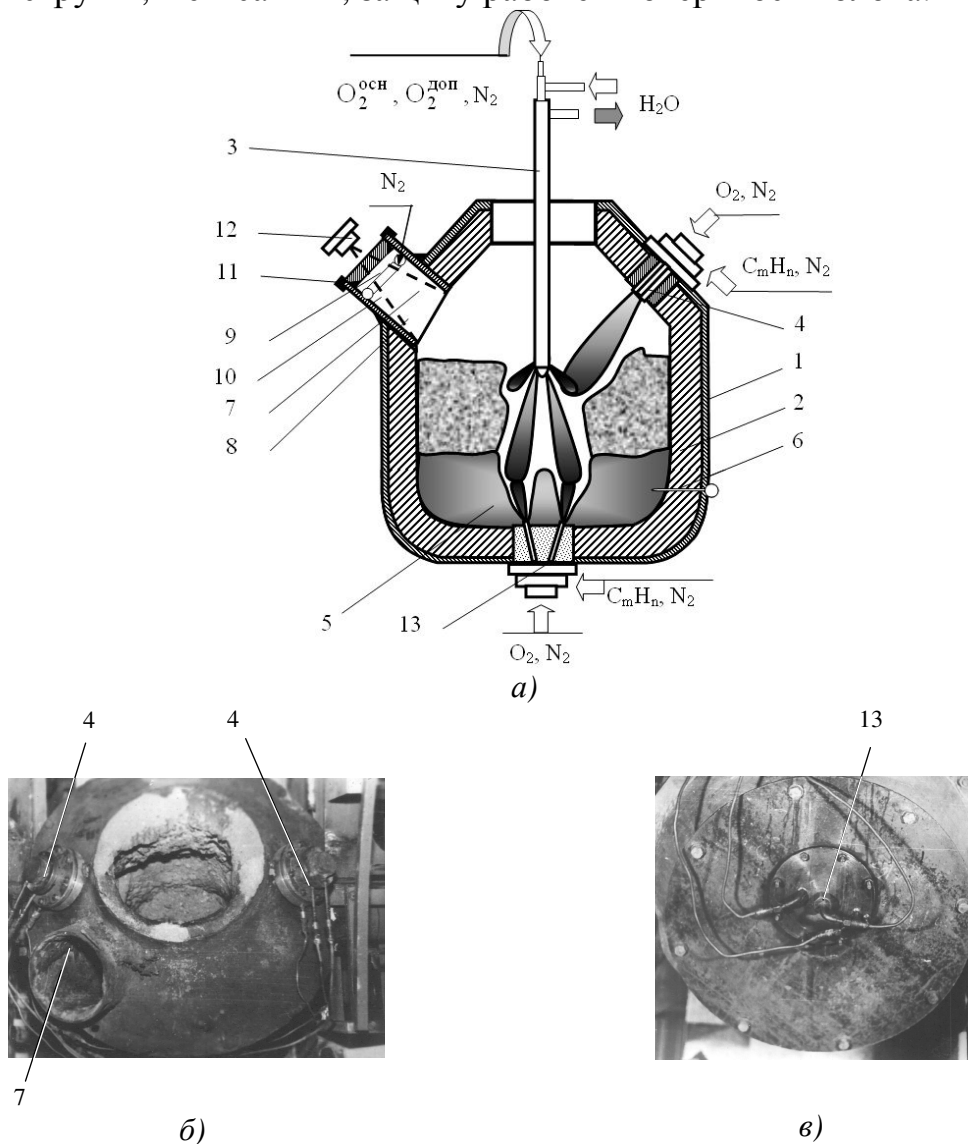 O₂ᵒᶜᴴ, O₂ᵈᵒᵖ, N₂
H₂O
3
N₂
O₂, N₂
12
CₘHₙ, N₂
11
4
9
1
10
2
7
6
8
5
13
CₘHₙ, N₂
O₂, N₂
а)
4
4
13
7
б)
в)